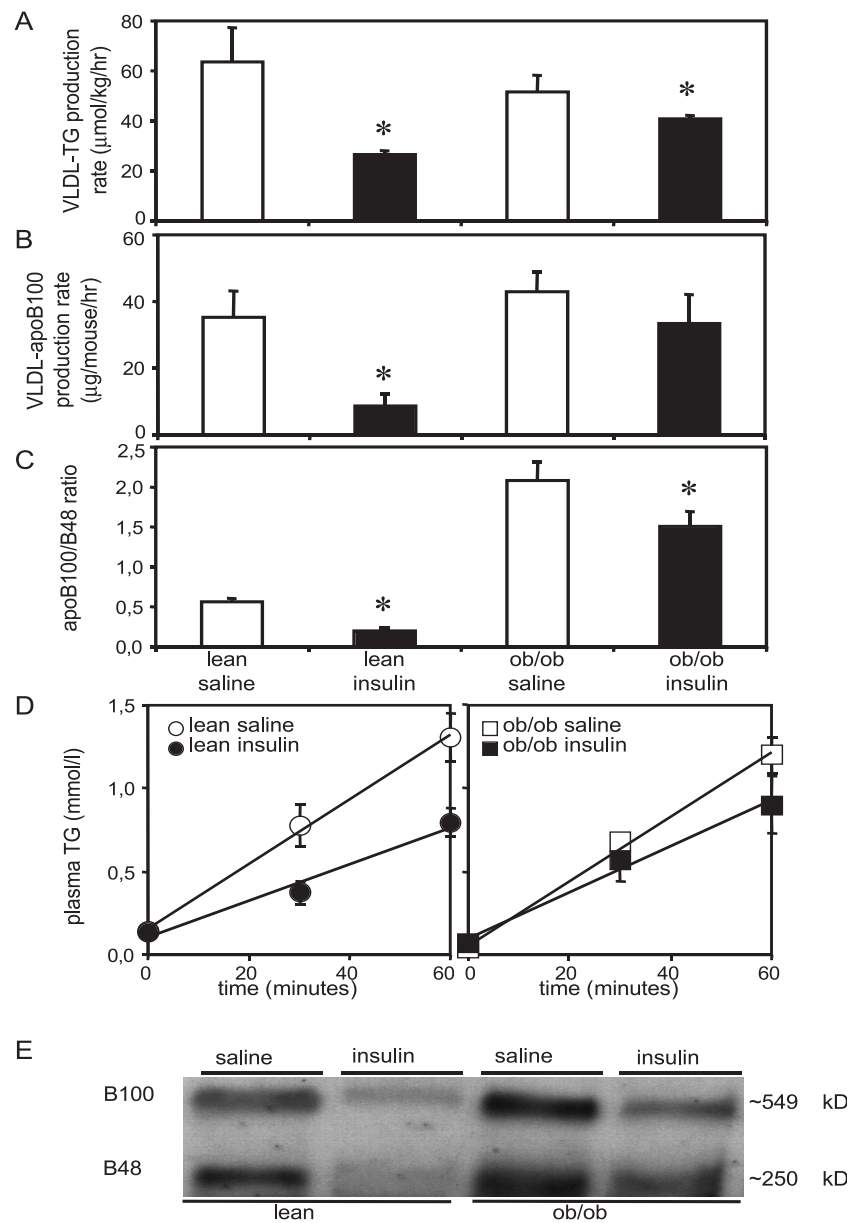 A
VLDL-TG production
rate (μmol/kg/hr)
80
60
40
20
0
*
*
B
VLDL-apoB100
production rate
(μg/mouse/hr)
60
40
20
0
*
C
apoB100/B48 ratio
2,5
2,0
1,5
1,0
0,5
0,0
*
*
lean
saline
lean
insulin
ob/ob
saline
ob/ob
insulin
D
plasma TG (mmol/l)
1,5
1,0
0,5
0,0
lean saline
lean insulin
0 20 40 60
time (minutes)
ob/ob saline
ob/ob insulin
0 20 40 60
time (minutes)
E
saline insulin saline insulin
B100 ~549 kD
B48 ~250 kD
lean ob/ob